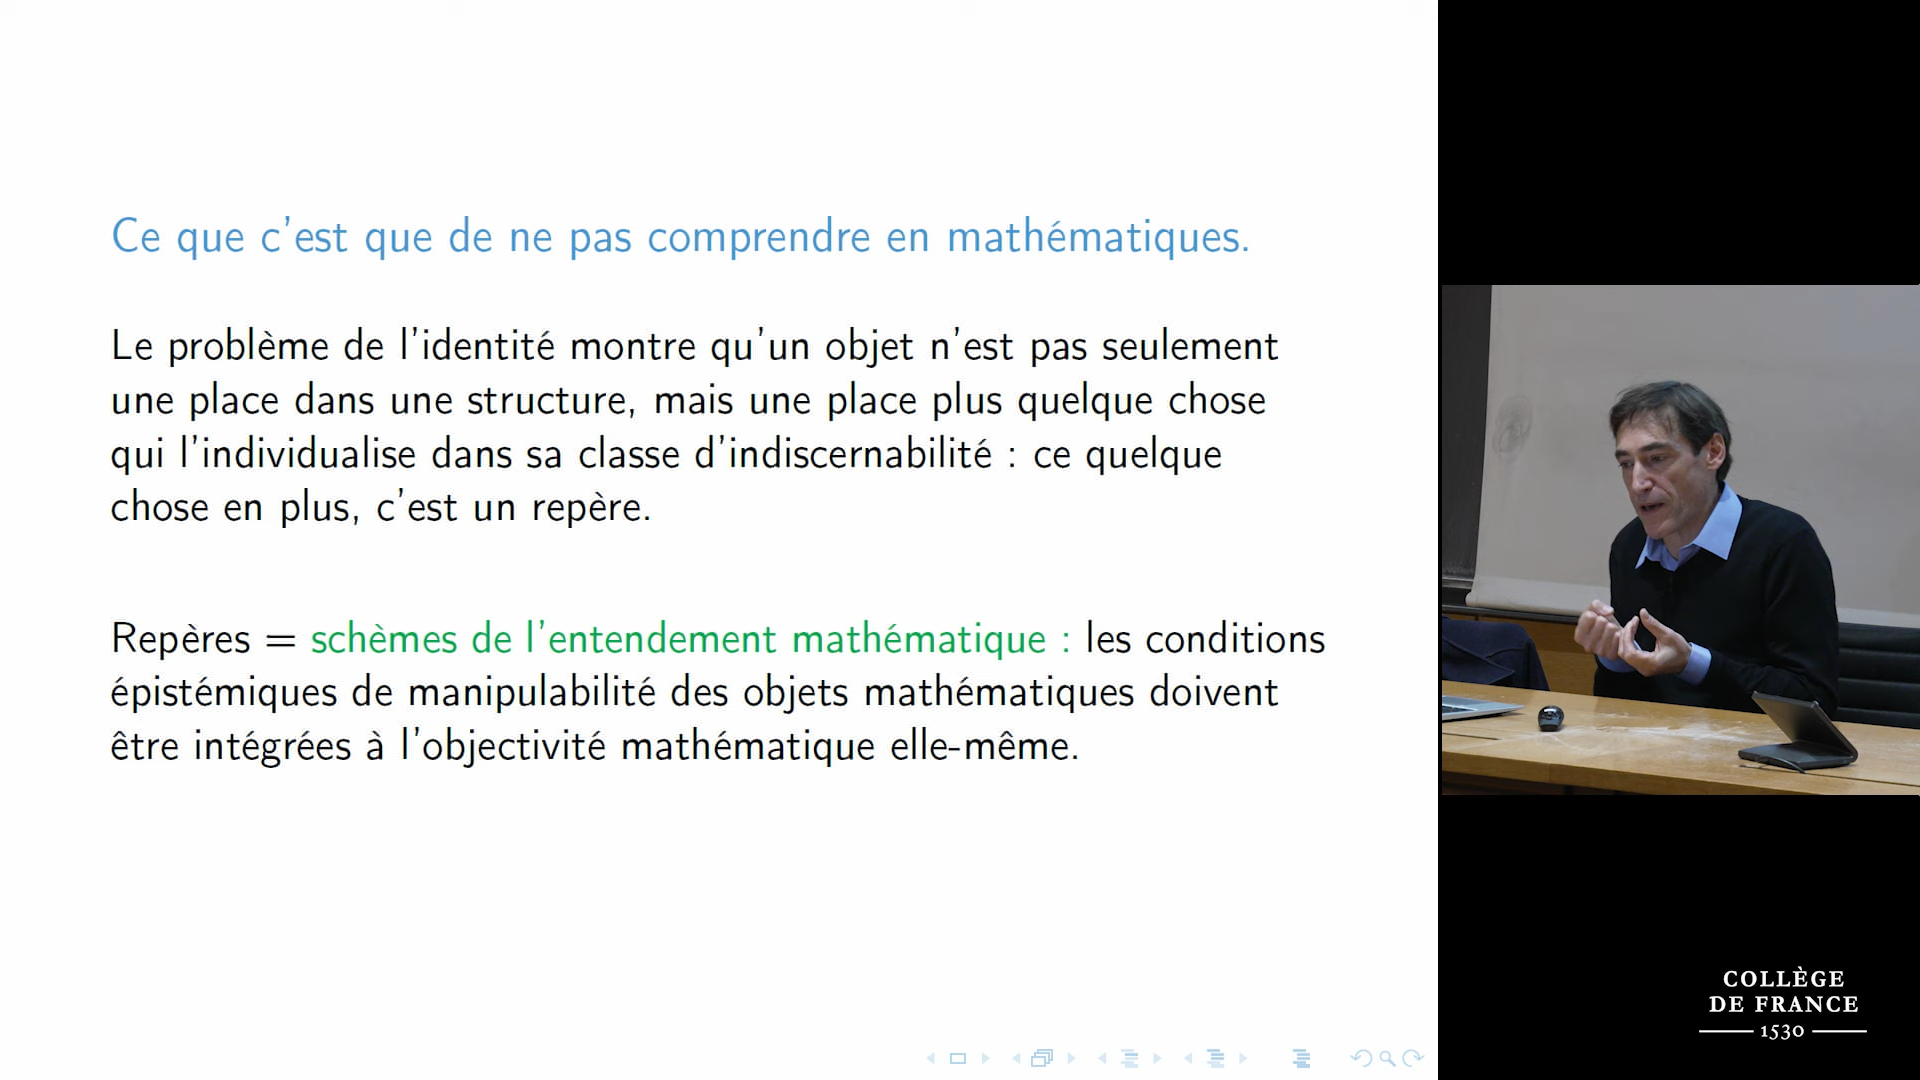 Ce que c'est que de ne pas comprendre en mathématiques.
Le problème de l'identité montre qu'un objet n'est pas seulement
une place dans une structure, mais une place plus quelque chose
qui l'individualise dans sa classe d'indiscernabilité : ce quelque
chose en plus, c'est un repère.
Repères = schèmes de l'entendement mathématique : les conditions
épistémiques de manipulabilité des objets mathématiques doivent
être intégrées à l'objectivité mathématique elle-même.
COLLÈGE
DE FRANCE
1530